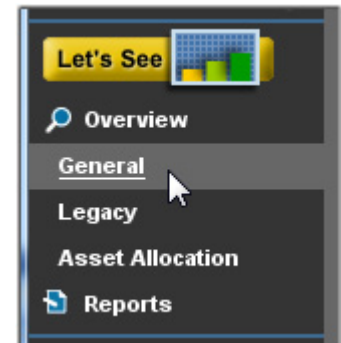 Let's See
Overview
General
Legacy
Asset Allocation
Reports